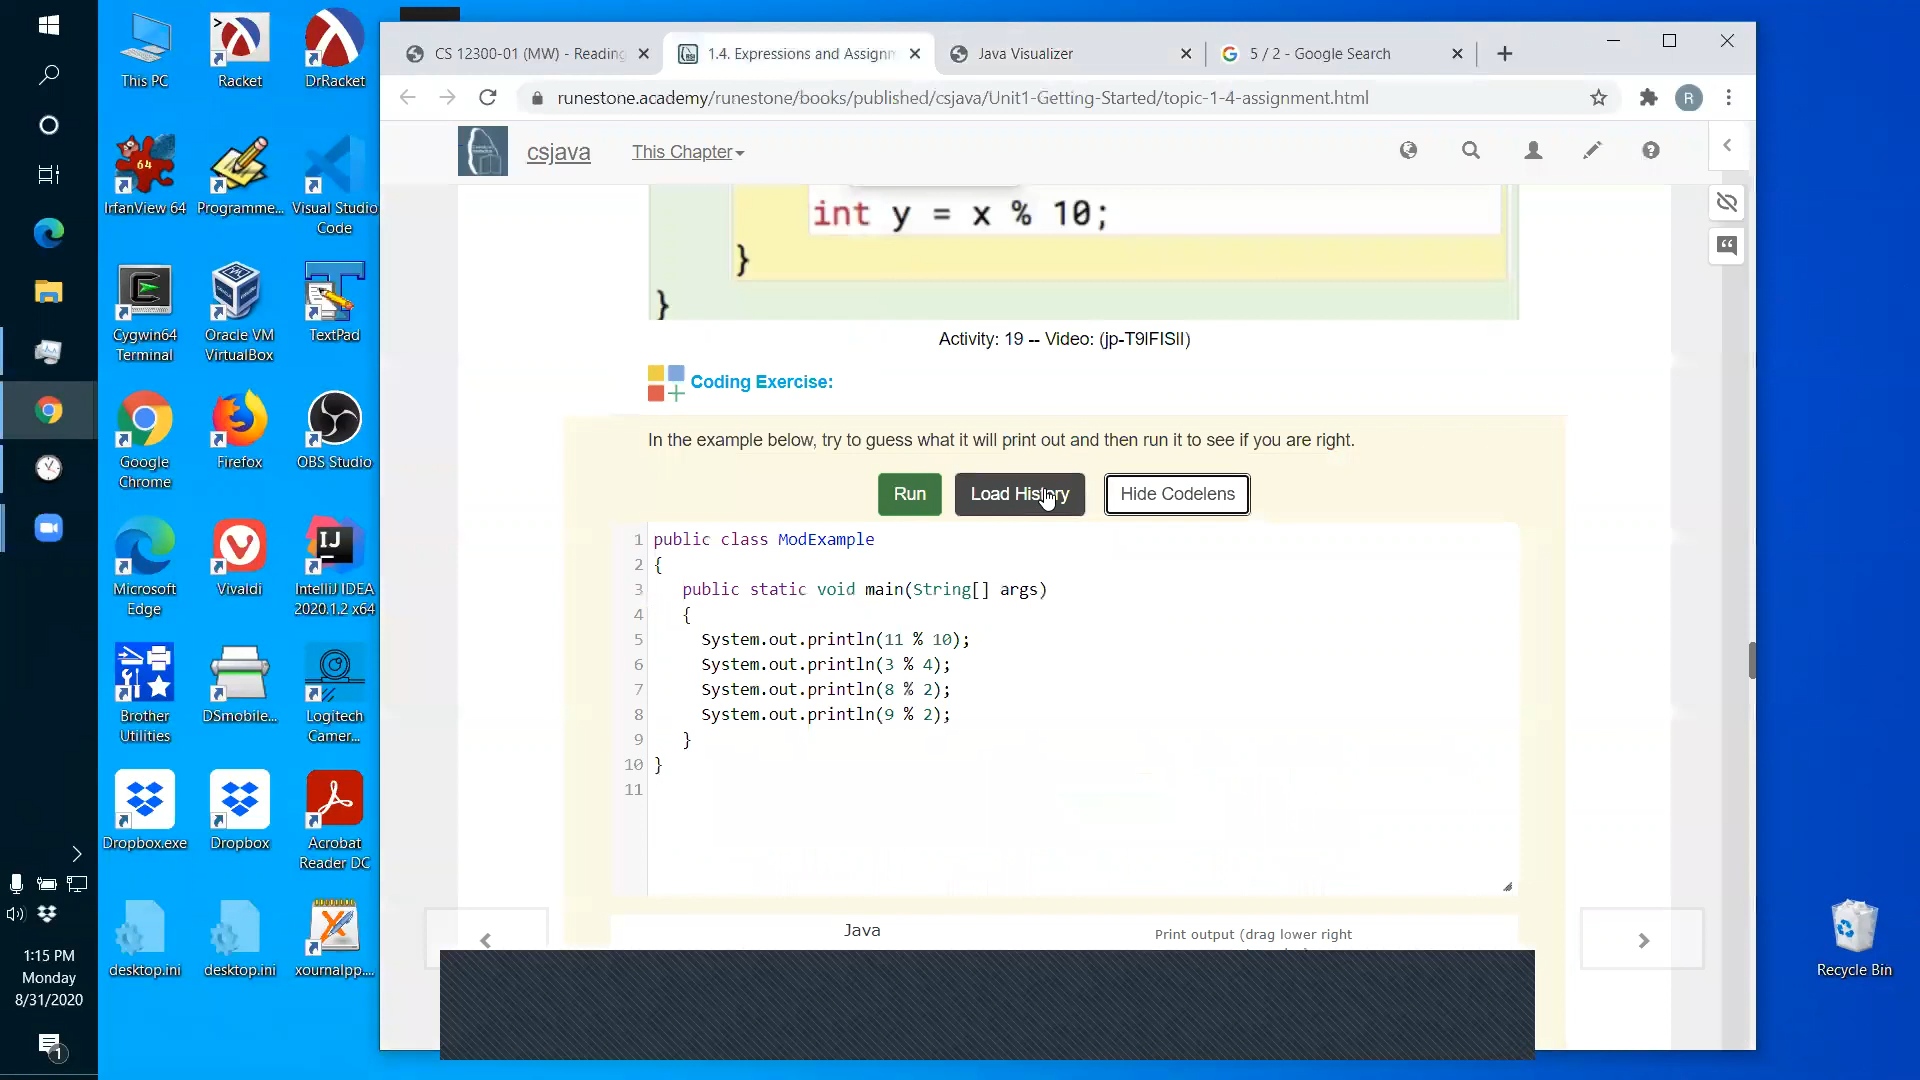 This PC
Racket
DrRacket
IrfanView 64
Programme...
Visual Studio
Code
Cygwin64
Terminal
Oracle VM
VirtualBox
TextPad
Google
Chrome
Firefox
OBS Studio
Microsoft
Edge
Vivaldi
IntelliJ IDEA
2020.1.2 x64
Brother
Utilities
DSmobile...
Logitech
Camer...
Dropbox.exe
Dropbox
Acrobat
Reader DC
desktop.ini
desktop.ini
xournalpp....
Recycle Bin
1:15 PM
Monday
8/31/2020
1
CS 12300-01 (MW) - Reading
1.4. Expressions and Assignm
Java Visualizer
5 / 2 - Google Search
runestone.academy/runestone/books/published/csjava/Unit1-Getting-Started/topic-1-4-assignment.html
R
csjava
This Chapter
int y = x % 10;
}
}
Activity: 19 -- Video: (jp-T9lFISlI)
Coding Exercise:
In the example below, try to guess what it will print out and then run it to see if you are right.
Run
Load History
Hide Codelens
1 public class ModExample
2 {
3 public static void main(String[] args)
4 {
5 System.out.println(11 % 10);
6 System.out.println(3 % 4);
7 System.out.println(8 % 2);
8 System.out.println(9 % 2);
9 }
10 }
11
Java
Print output (drag lower right